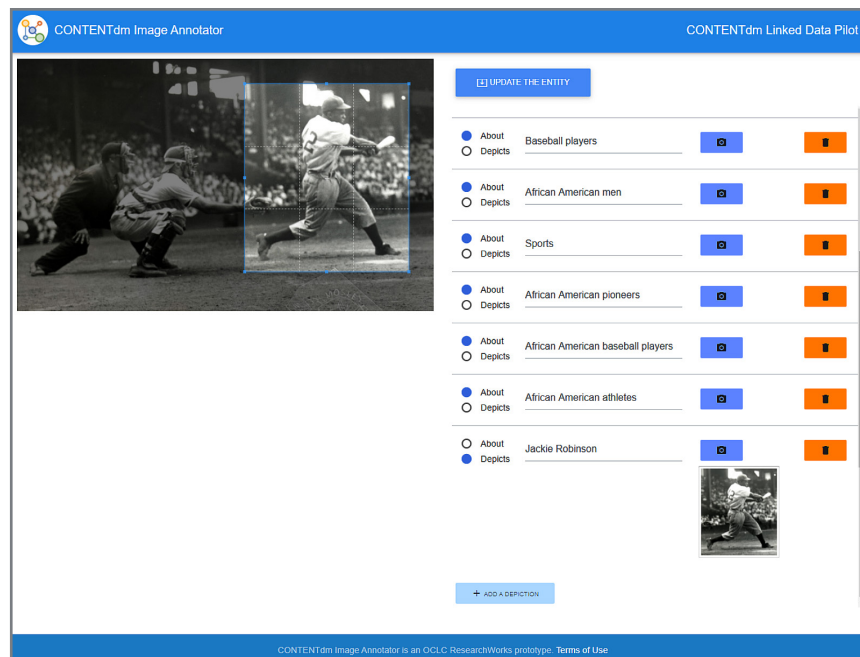 CONTENTdm Image Annotator
CONTENTdm Linked Data Pilot
UPDATE THE ENTITY
About
Depicts
Baseball players
About
Depicts
African American men
About
Depicts
Sports
About
Depicts
African American pioneers
About
Depicts
African American baseball players
About
Depicts
African American athletes
About
Depicts
Jackie Robinson
+ ADD A DEPICTION
CONTENTdm Image Annotator is an OCLC ResearchWorks prototype. Terms of Use